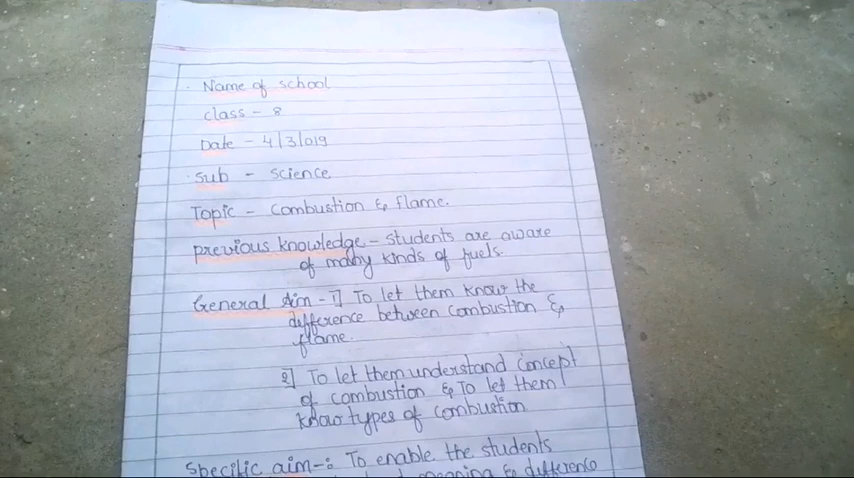 Name of school
class - 8
Date - 4/3/019
Sub - science
Topic - Combustion & flame.
previous knowledge - students are aware
of many kinds of fuels.
General Aim - 1] To let them know the
difference between combustion &
flame.
2] To let them understand concept
of combustion & To let them
know types of combustion
Specific aim -: To enable the students
meaning & difference